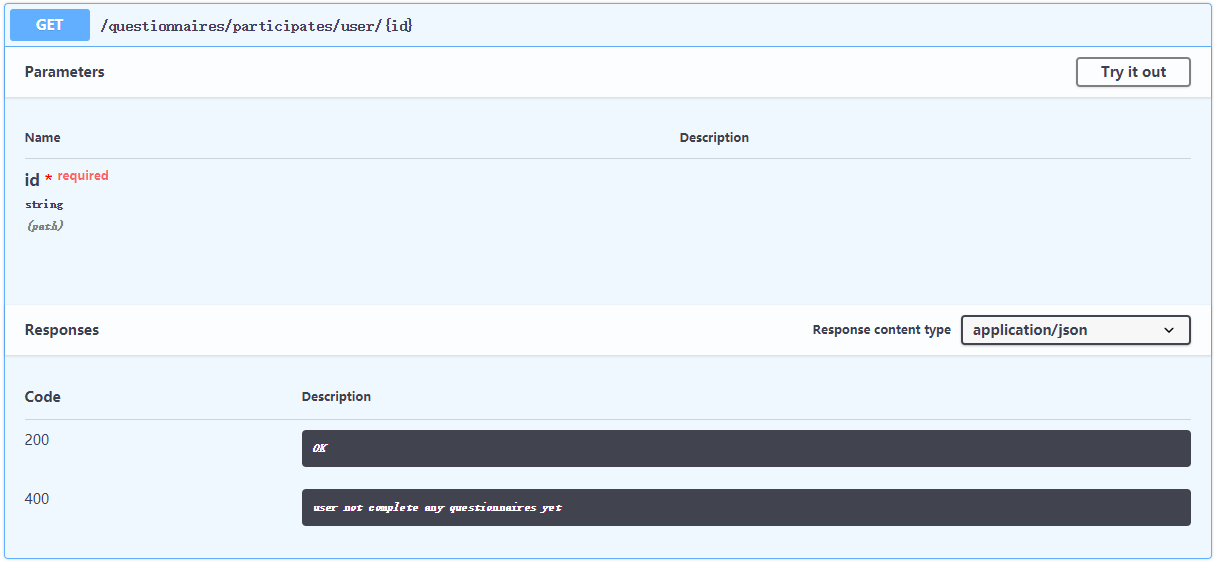 GET /questionnaires/participates/user/{id}
Parameters Try it out
Name Description
id * required
string
(path)
Responses Response content type application/json
Code Description
200 OK
400 user not complete any questionnaires yet